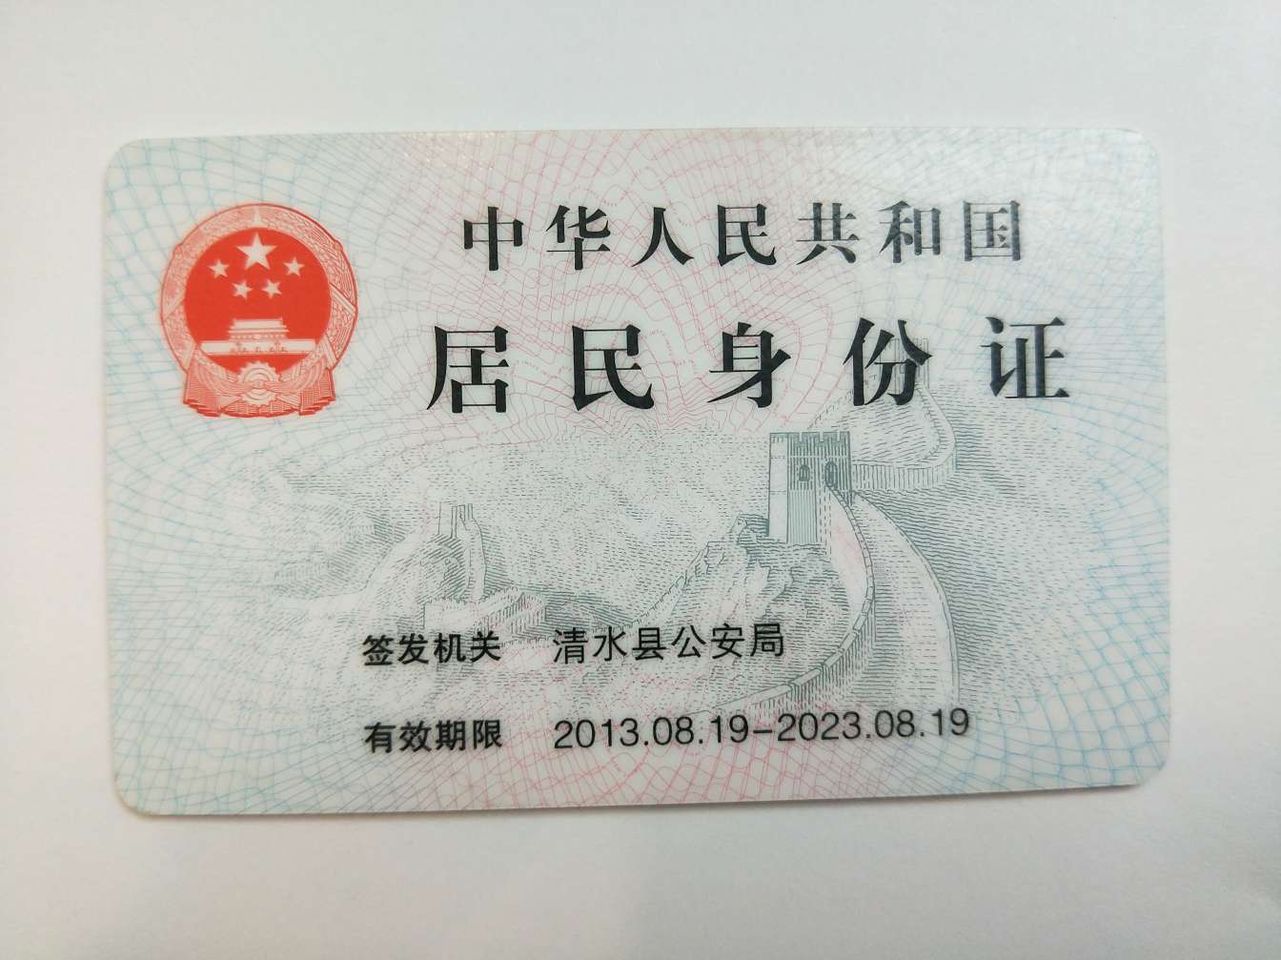 中华人民共和国
居民身份证
签发机关 清水县公安局
有效期限 2013.08.19-2023.08.19